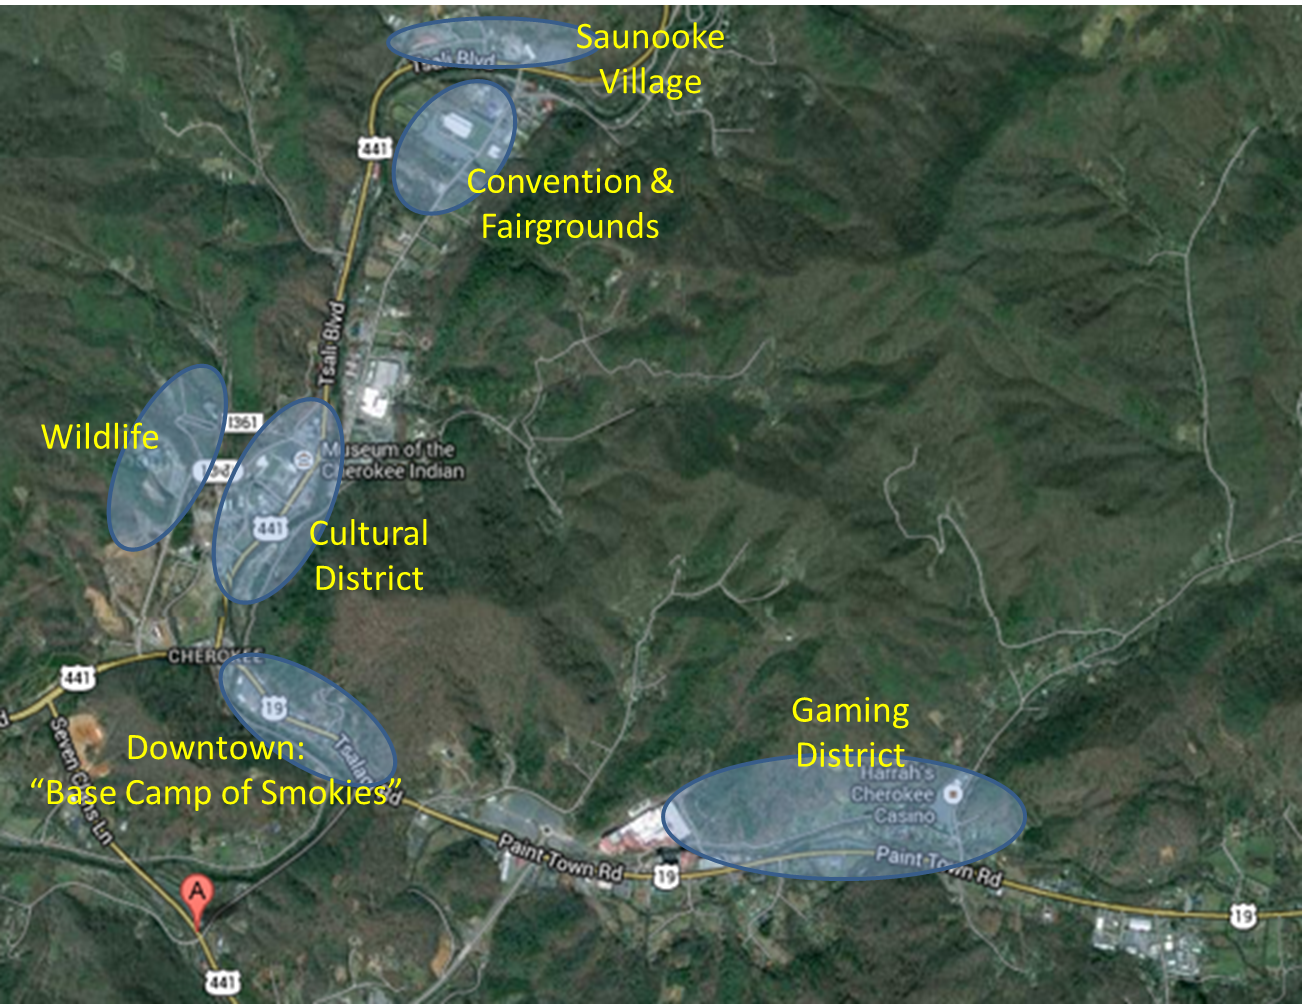 Saunooke
Village
Tsali Blvd
441
Convention &
Fairgrounds
Tsali Blvd
Wildlife
1361
Museum of the
Cherokee Indian
441
Cultural
District
CHEROKEE
441
19
Gaming
District
Downtown:
"Base Camp of Smokies"
Seven Clans Ln
Tsalagi Rd
Harrah's
Cherokee
Casino
Paint Town Rd
19
Paint Town Rd
19
A
441